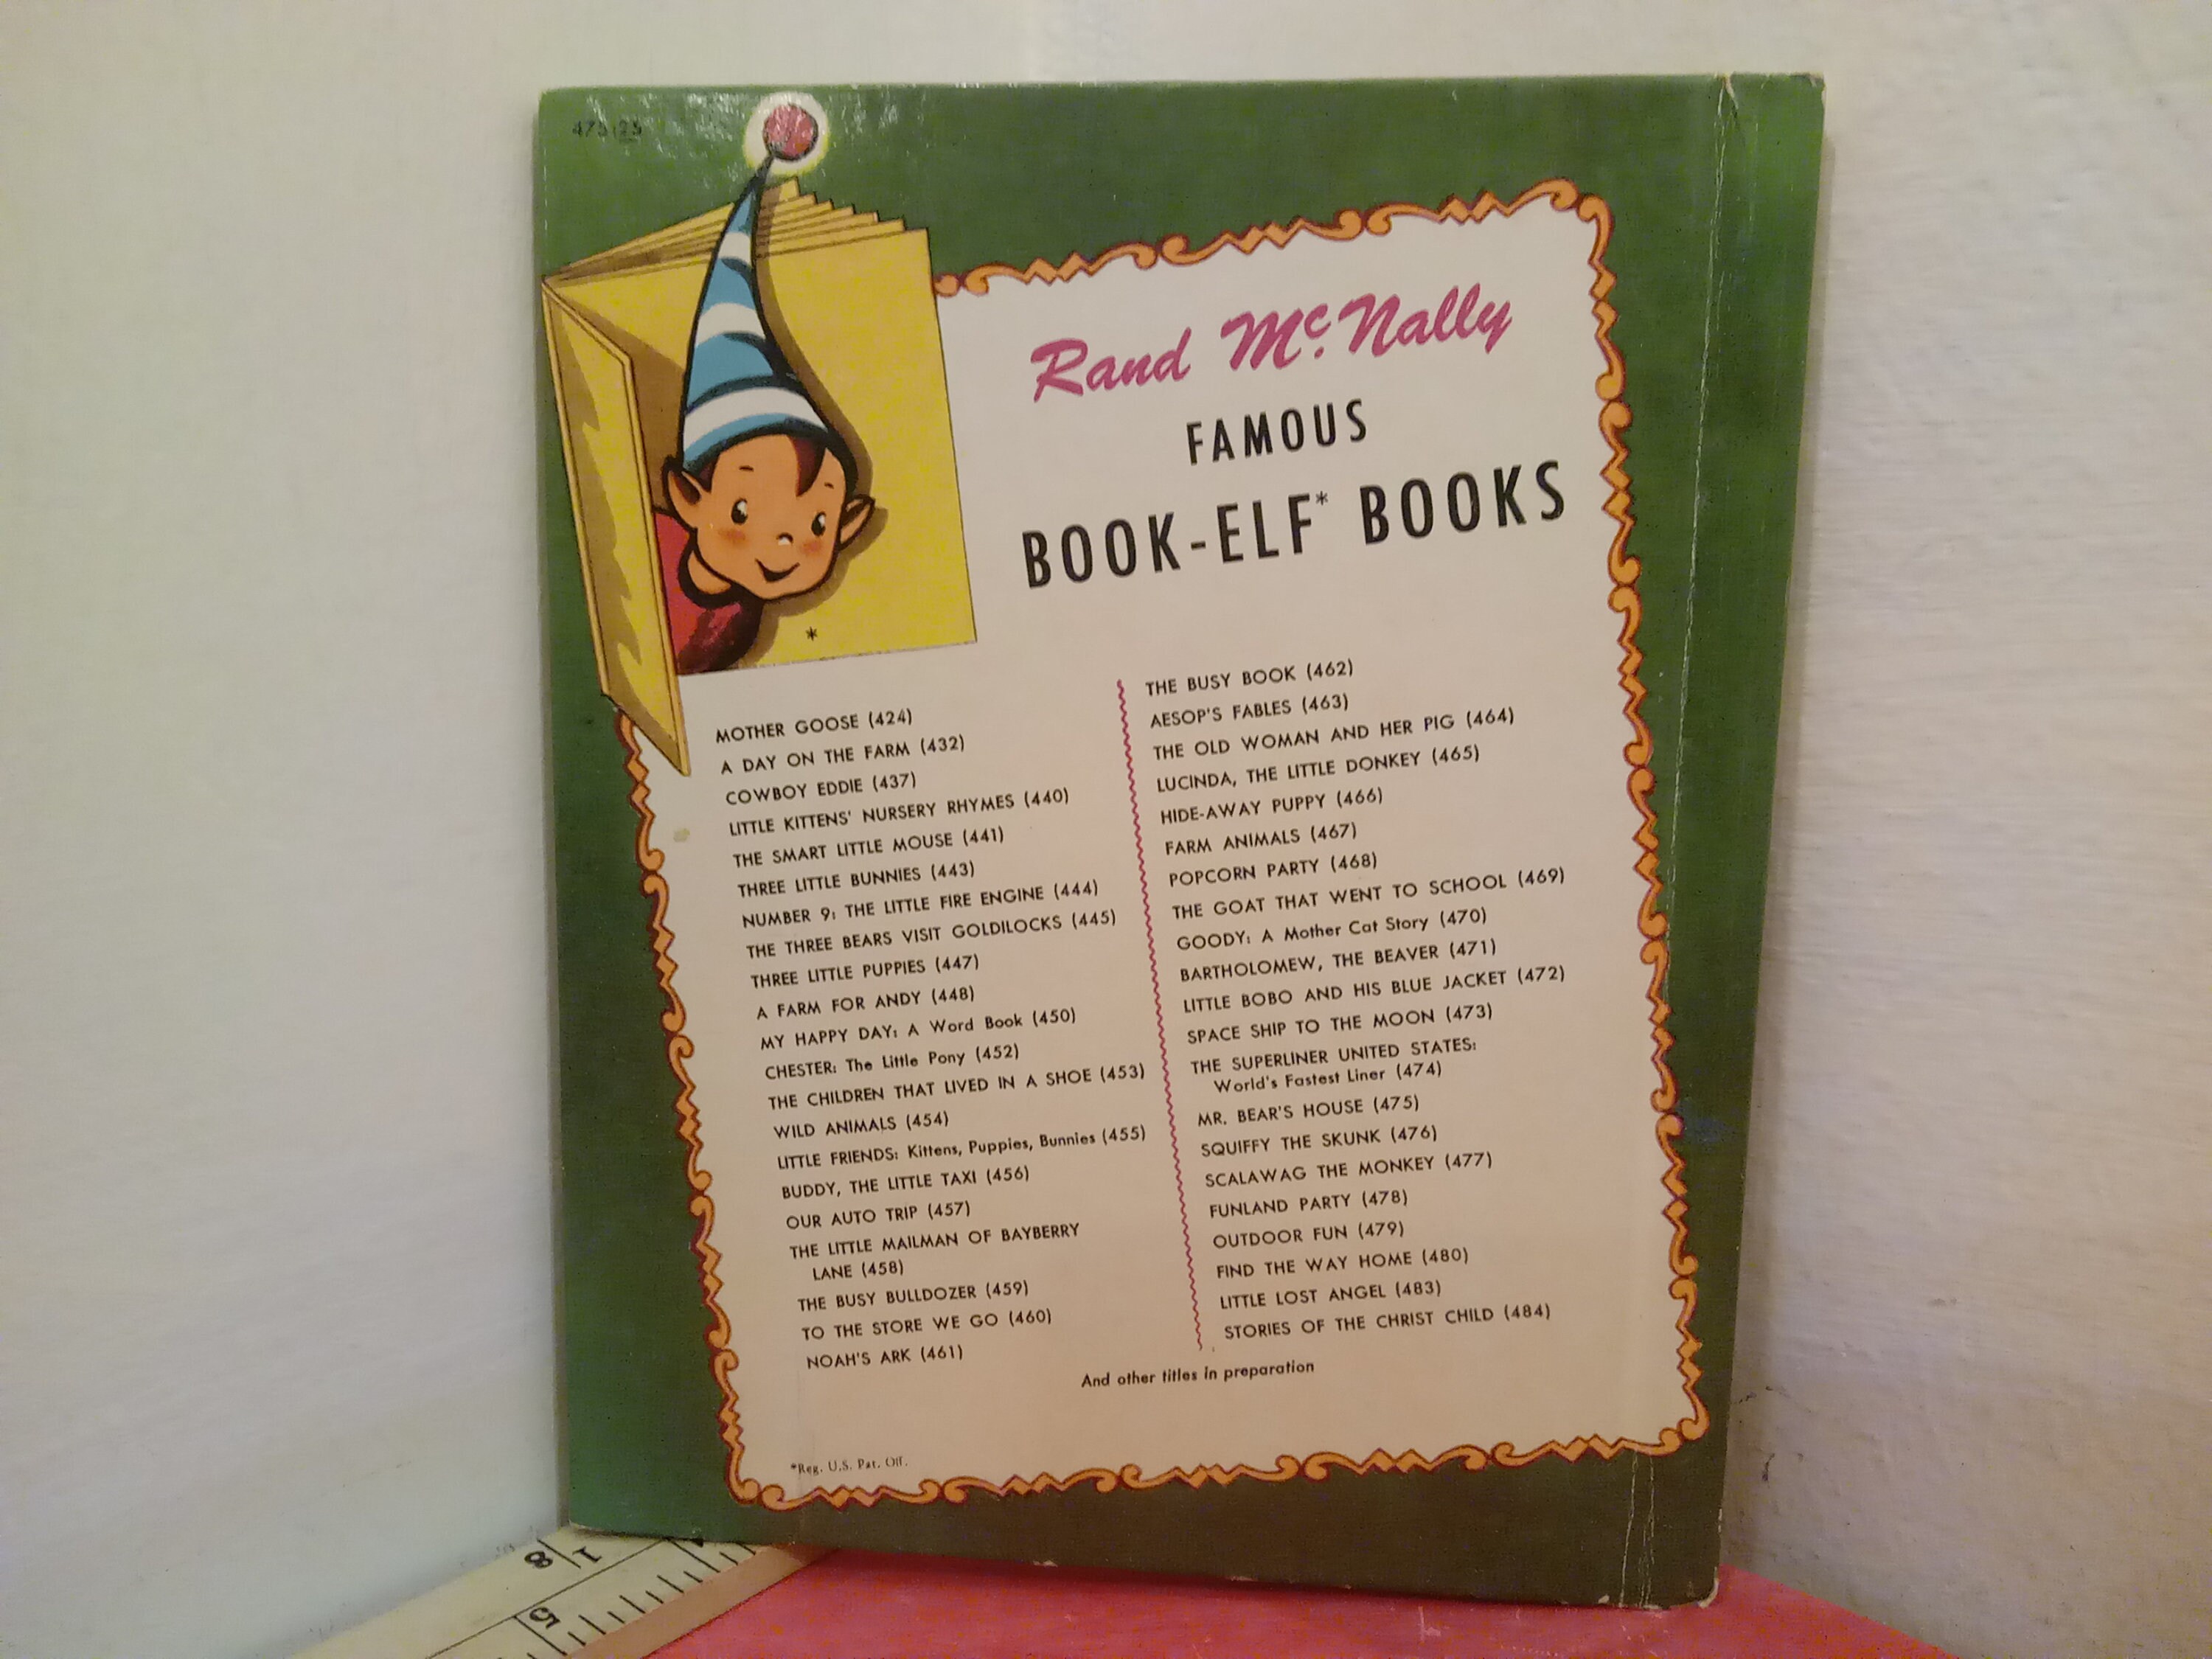 475:25
Rand McNally
FAMOUS
BOOK-ELF* BOOKS
*
MOTHER GOOSE (424)
A DAY ON THE FARM (432)
COWBOY EDDIE (437)
LITTLE KITTENS' NURSERY RHYMES (440)
THE SMART LITTLE MOUSE (441)
THREE LITTLE BUNNIES (443)
NUMBER 9: THE LITTLE FIRE ENGINE (444)
THE THREE BEARS VISIT GOLDILOCKS (445)
THREE LITTLE PUPPIES (447)
A FARM FOR ANDY (448)
MY HAPPY DAY: A Word Book (450)
CHESTER: The Little Pony (452)
THE CHILDREN THAT LIVED IN A SHOE (453)
WILD ANIMALS (454)
LITTLE FRIENDS: Kittens, Puppies, Bunnies (455)
BUDDY, THE LITTLE TAXI (456)
OUR AUTO TRIP (457)
THE LITTLE MAILMAN OF BAYBERRY
LANE (458)
THE BUSY BULLDOZER (459)
TO THE STORE WE GO (460)
NOAH'S ARK (461)
THE BUSY BOOK (462)
AESOP'S FABLES (463)
THE OLD WOMAN AND HER PIG (464)
LUCINDA, THE LITTLE DONKEY (465)
HIDE-AWAY PUPPY (466)
FARM ANIMALS (467)
POPCORN PARTY (468)
THE GOAT THAT WENT TO SCHOOL (469)
GOODY: A Mother Cat Story (470)
BARTHOLOMEW, THE BEAVER (471)
LITTLE BOBO AND HIS BLUE JACKET (472)
SPACE SHIP TO THE MOON (473)
THE SUPERLINER UNITED STATES:
World's Fastest Liner (474)
MR. BEAR'S HOUSE (475)
SQUIFFY THE SKUNK (476)
SCALAWAG THE MONKEY (477)
FUNLAND PARTY (478)
OUTDOOR FUN (479)
FIND THE WAY HOME (480)
LITTLE LOST ANGEL (483)
STORIES OF THE CHRIST CHILD (484)
And other titles in preparation
*Reg. U.S. Pat. Off.
8 1
5